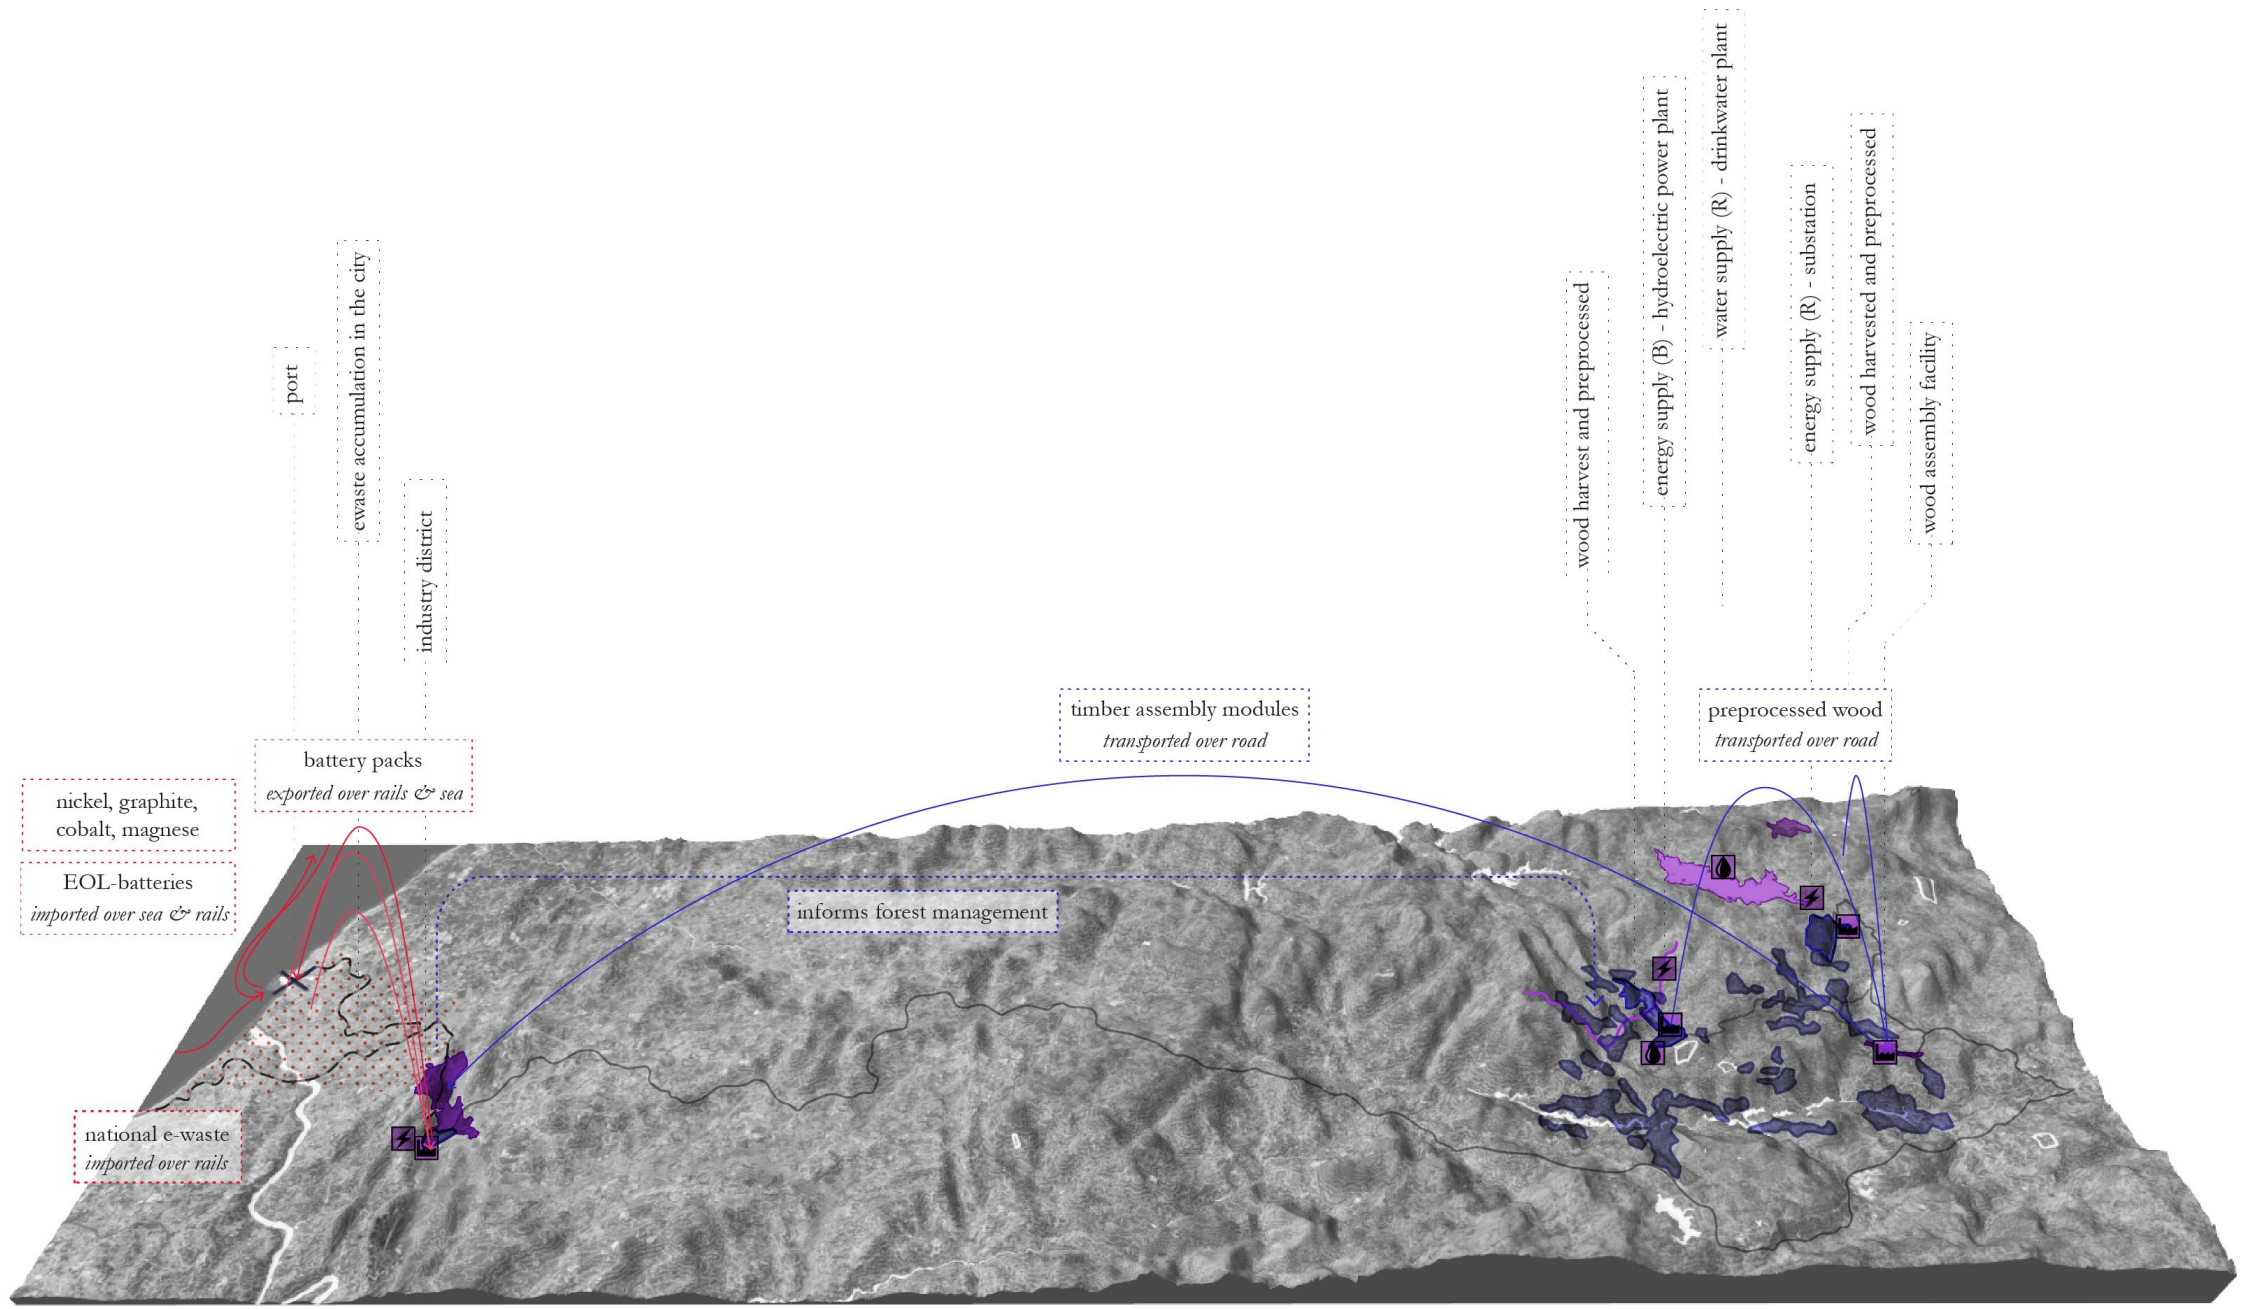 port
ewaste accumulation in the city
industry district
wood harvest and preprocessed
energy supply (B) - hydroelectric power plant
water supply (R) - drinkwater plant
energy supply (R) - substation
wood harvested and preprocessed
wood assembly facility
battery packs
exported over rails & sea
nickel, graphite,
cobalt, magnese
EOL-batteries
imported over sea & rails
national e-waste
imported over rails
timber assembly modules
transported over road
informs forest management
preprocessed wood
transported over road